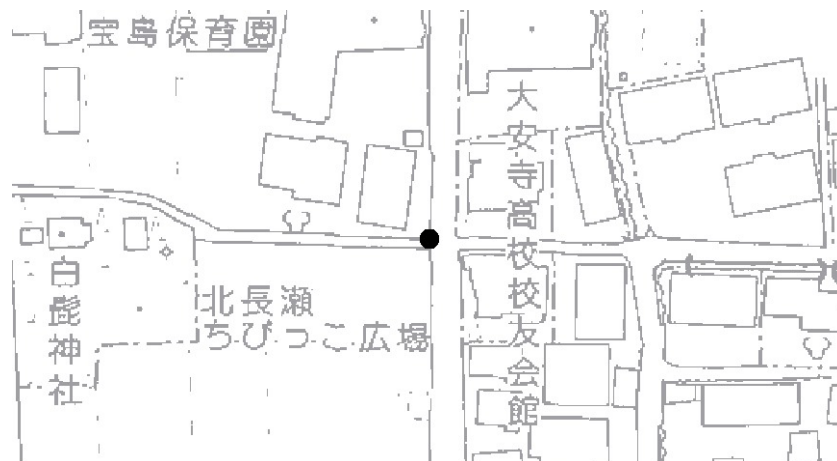 宝島保育園
大安寺高校校友会館
白髭神社
北長瀬
ちびっこ広場